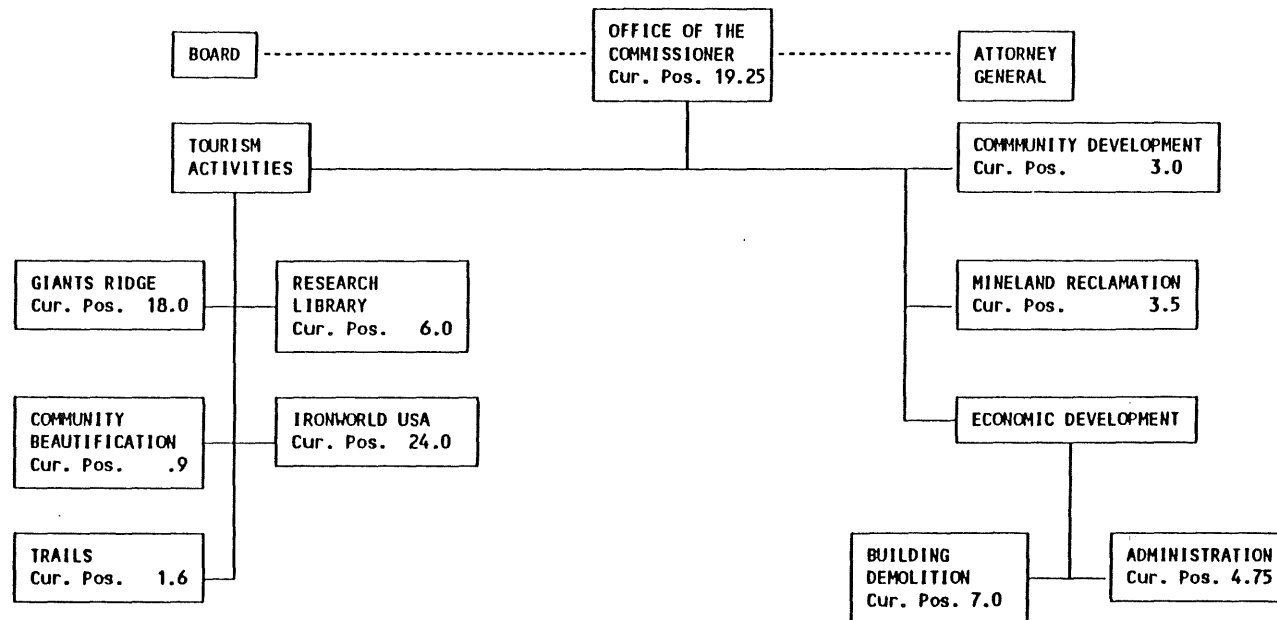 OFFICE OF THE
COMMISSIONER
Cur. Pos. 19.25
BOARD
ATTORNEY
GENERAL
TOURISM
ACTIVITIES
COMMMUNITY DEVELOPMENT
Cur. Pos. 3.0
GIANTS RIDGE
Cur. Pos. 18.0
RESEARCH
LIBRARY
Cur. Pos. 6.0
MINELAND RECLAMATION
Cur. Pos. 3.5
COMMUNITY
BEAUTIFICATION
Cur. Pos. .9
IRONWORLD USA
Cur. Pos. 24.0
ECONOMIC DEVELOPMENT
TRAILS
Cur. Pos. 1.6
BUILDING
DEMOLITION
Cur. Pos. 7.0
ADMINISTRATION
Cur. Pos. 4.75